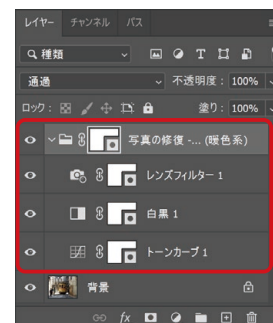 レイヤー チャンネル パス
種類
通過 不透明度: 100%
ロック: 塗り: 100%
写真の修復 -... (暖色系)
レンズフィルター 1
白黒 1
トーンカーブ 1
背景
fx